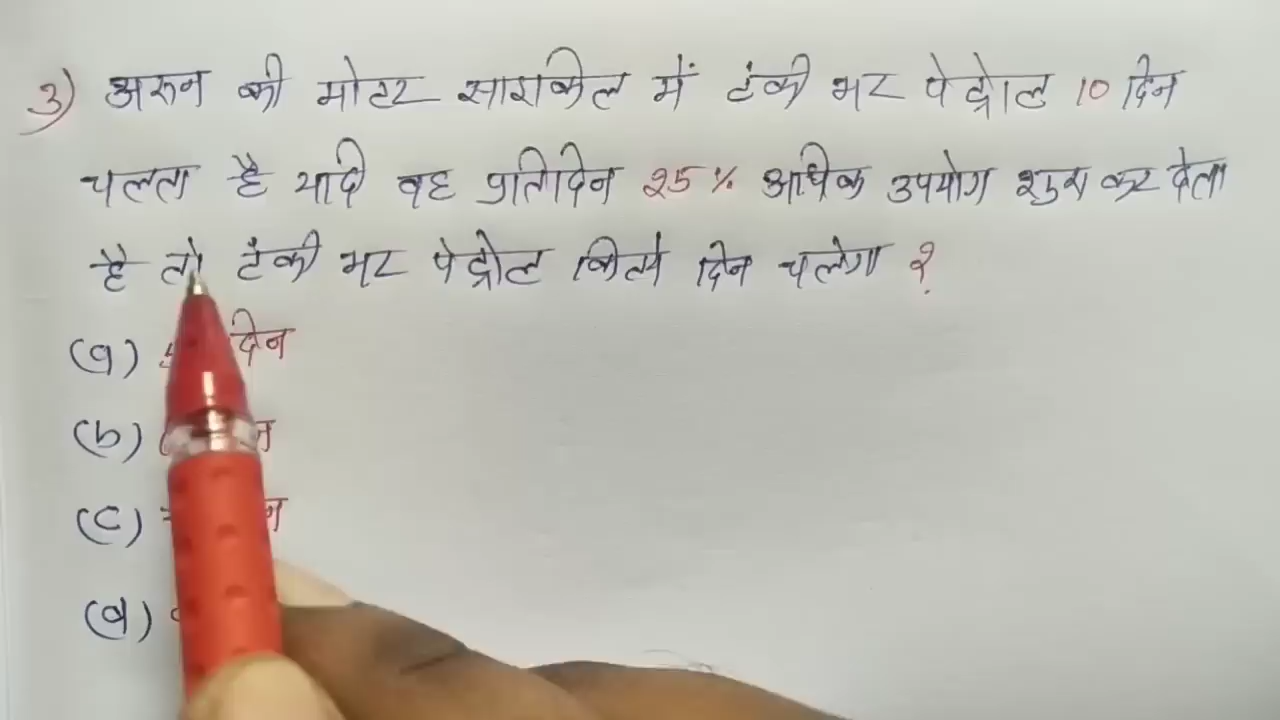 3) अरुन की मोटर साइकिल में टंकी भर पेट्रोल 10 दिन
चलता है यदि वह प्रतिदिन 25% अधिक उपयोग शुरू कर देता
है तो टंकी भर पेट्रोल कितने दिन चलेगा ?
(a) दिन
(b)
(c)
(d)